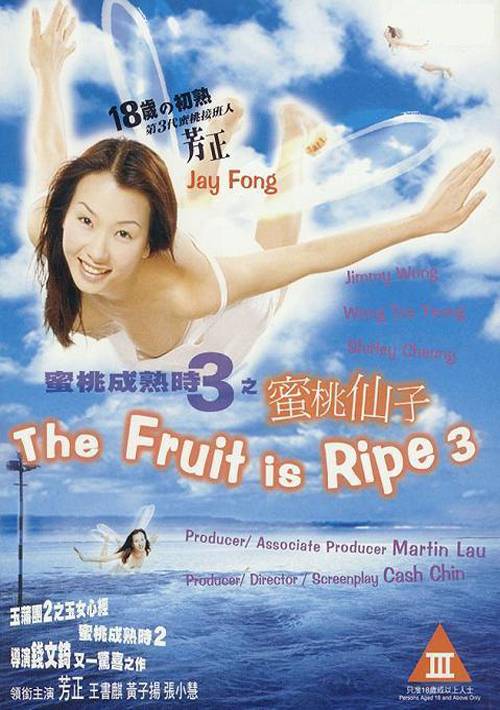 18歲の初熟
第3代蜜桃接班人
芳正
Jay Fong
Jimmy Wong
Wong Tze Yeung
Shirley Cheung
蜜桃成熟時3之蜜桃仙子
The Fruit is Ripe 3
Producer/ Associate Producer Martin Lau
Producer/ Director / Screenplay Cash Chin
玉蒲團2之玉女心經
蜜桃成熟時2
導演錢文錡又一驚喜之作
領銜主演 芳正 王書麒 黃子揚 張小慧
III
只准18歲或以上人士
Persons Aged 18 and Above Only